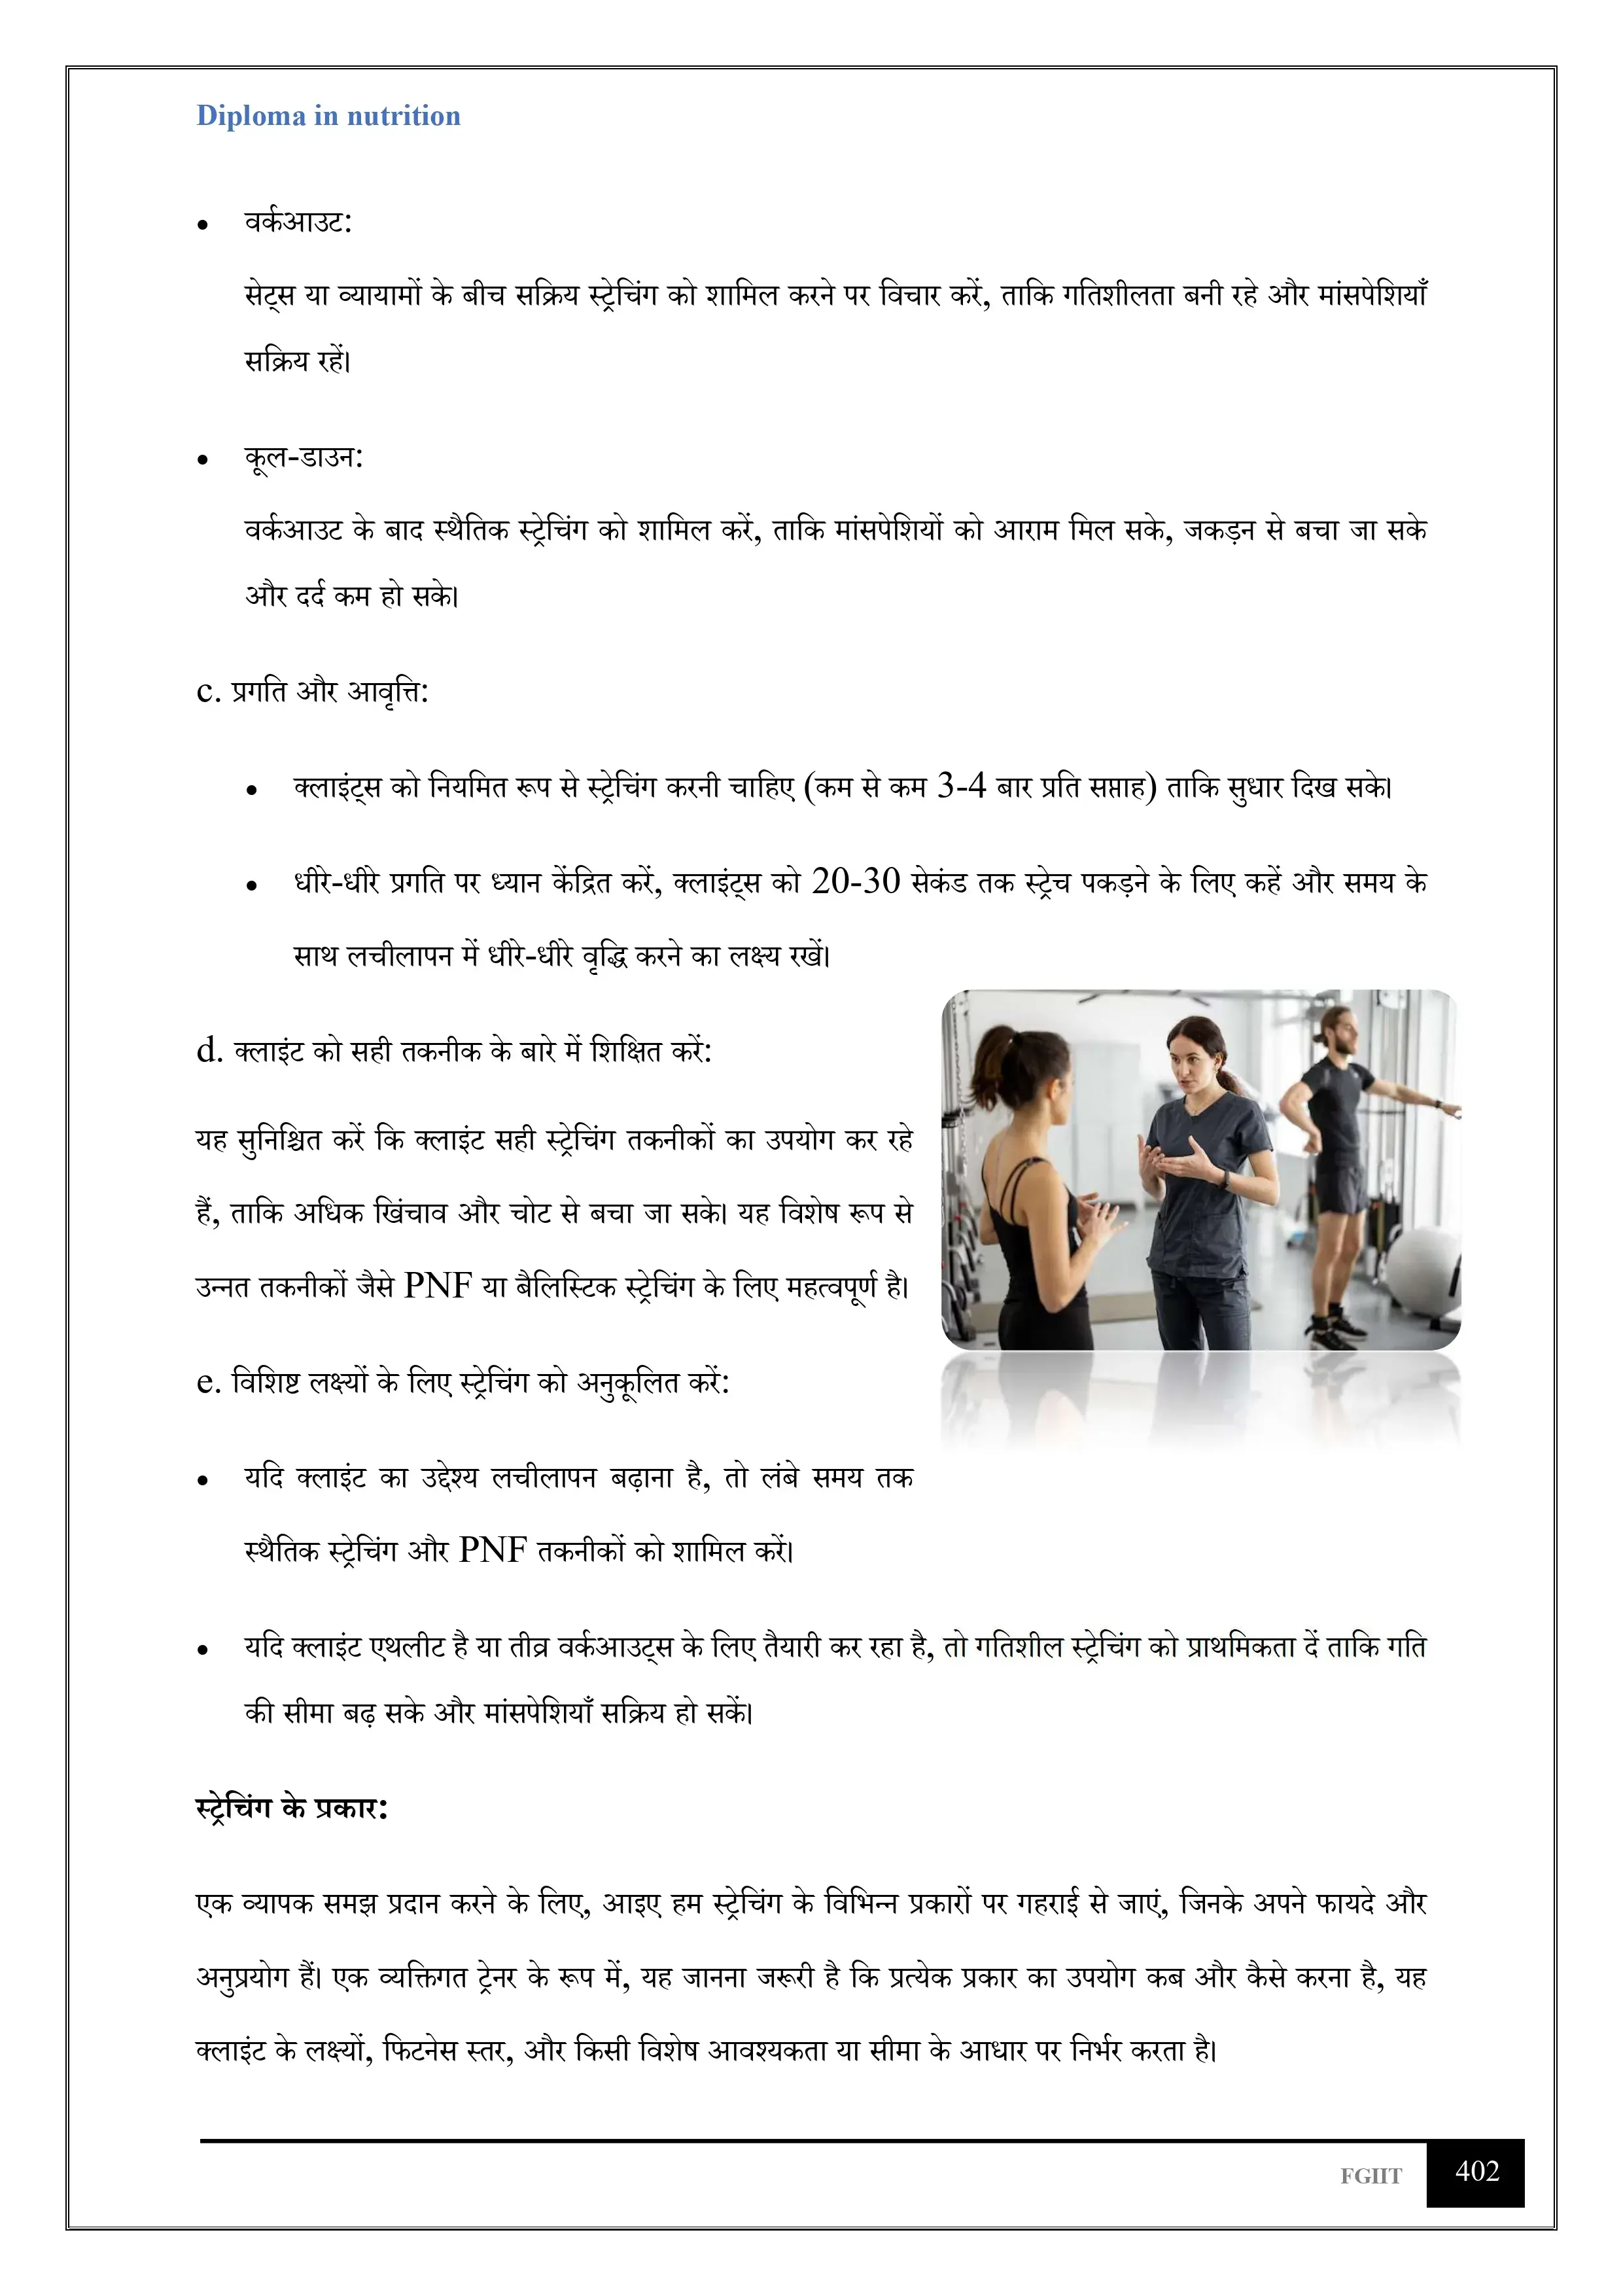 Diploma in nutrition
• वर्कआउट:
सेट्स या व्यायामों के बीच सक्रिय स्ट्रेचिंग को शामिल करने पर विचार करें, ताकि गतिशीलता बनी रहे और मांसपेशियाँ
सक्रिय रहें।
• कूल-डाउन:
वर्कआउट के बाद स्थैतिक स्ट्रेचिंग को शामिल करें, ताकि मांसपेशियों को आराम मिल सके, जकड़न से बचा जा सके
और दर्द कम हो सके।
c. प्रगति और आवृत्ति:
• क्लाइंट्स को नियमित रूप से स्ट्रेचिंग करनी चाहिए (कम से कम 3-4 बार प्रति सप्ताह) ताकि सुधार दिख सके।
• धीरे-धीरे प्रगति पर ध्यान केंद्रित करें, क्लाइंट्स को 20-30 सेकंड तक स्ट्रेच पकड़ने के लिए कहें और समय के
साथ लचीलापन में धीरे-धीरे वृद्धि करने का लक्ष्य रखें।
d. क्लाइंट को सही तकनीक के बारे में शिक्षित करें:
यह सुनिश्चित करें कि क्लाइंट सही स्ट्रेचिंग तकनीकों का उपयोग कर रहे
हैं, ताकि अधिक खिंचाव और चोट से बचा जा सके। यह विशेष रूप से
उन्नत तकनीकों जैसे PNF या बैलिस्टिक स्ट्रेचिंग के लिए महत्वपूर्ण है।
e. विशिष्ट लक्ष्यों के लिए स्ट्रेचिंग को अनुकूलित करें:
• यदि क्लाइंट का उद्देश्य लचीलापन बढ़ाना है, तो लंबे समय तक
स्थैतिक स्ट्रेचिंग और PNF तकनीकों को शामिल करें।
• यदि क्लाइंट एथलीट है या तीव्र वर्कआउट्स के लिए तैयारी कर रहा है, तो गतिशील स्ट्रेचिंग को प्राथमिकता दें ताकि गति
की सीमा बढ़ सके और मांसपेशियाँ सक्रिय हो सकें।
स्ट्रेचिंग के प्रकार:
एक व्यापक समझ प्रदान करने के लिए, आइए हम स्ट्रेचिंग के विभिन्न प्रकारों पर गहराई से जाएं, जिनके अपने फायदे और
अनुप्रयोग हैं। एक व्यक्तिगत ट्रेनर के रूप में, यह जानना जरूरी है कि प्रत्येक प्रकार का उपयोग कब और कैसे करना है, यह
क्लाइंट के लक्ष्यों, फिटनेस स्तर, और किसी विशेष आवश्यकता या सीमा के आधार पर निर्भर करता है।
FGIIT 402